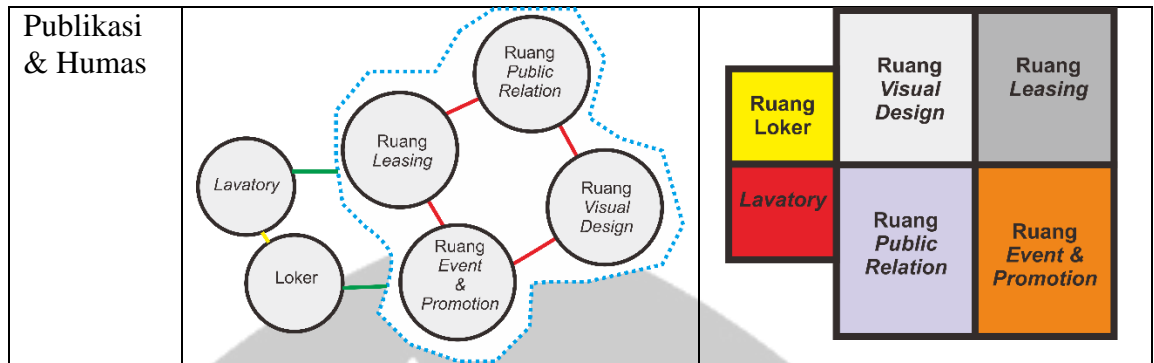 Publikasi
& Humas
Ruang
Public
Relation
Ruang
Leasing
Lavatory
Ruang
Visual
Design
Loker
Ruang
Event
&
Promotion
Ruang
Visual
Design
Ruang
Leasing
Ruang
Loker
Lavatory
Ruang
Public
Relation
Ruang
Event &
Promotion